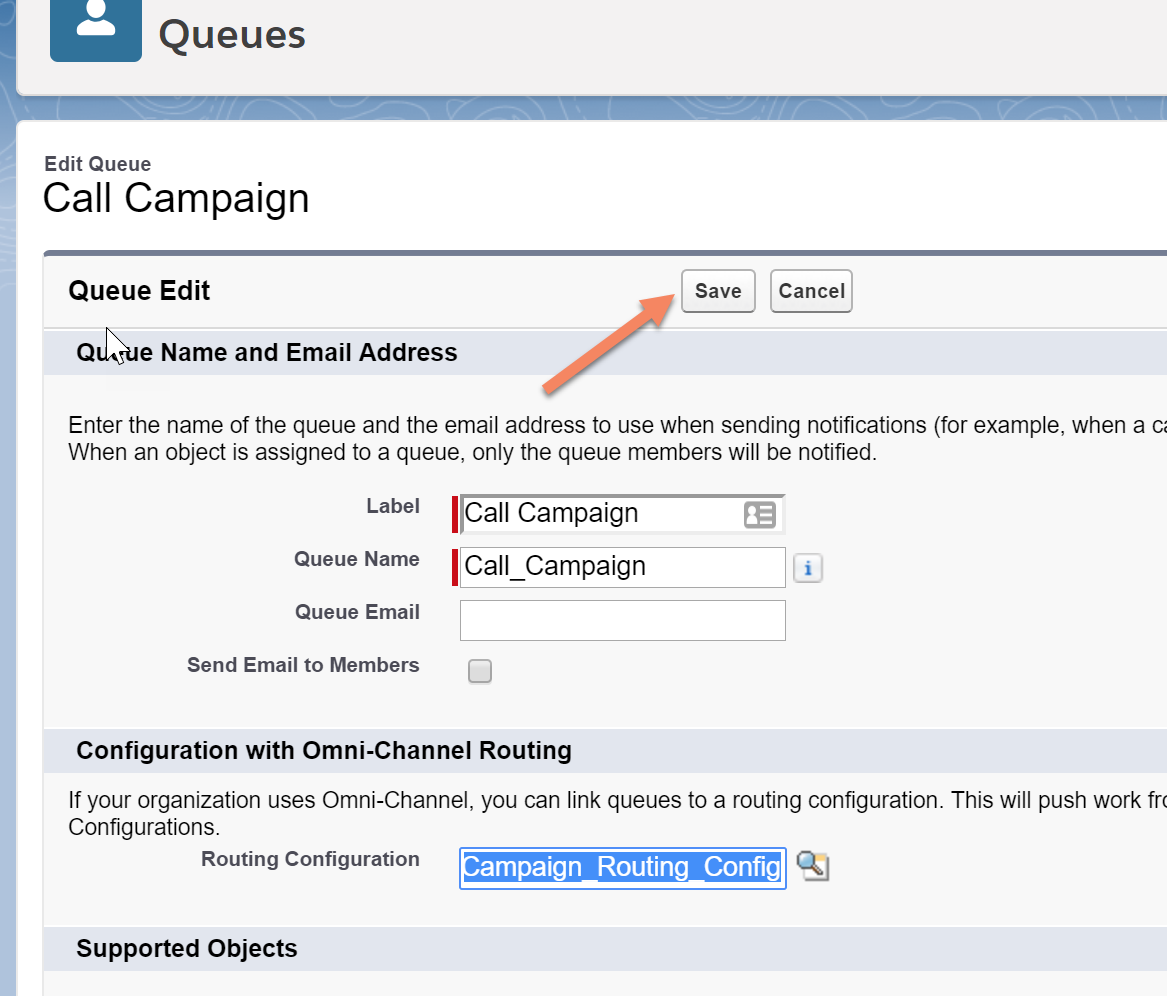 Queues
Edit Queue
Call Campaign
Queue Edit
Save
Cancel
Queue Name and Email Address
Enter the name of the queue and the email address to use when sending notifications (for example, when a
When an object is assigned to a queue, only the queue members will be notified.
Label
Call Campaign
Queue Name
Call_Campaign
i
Queue Email
Send Email to Members
Configuration with Omni-Channel Routing
If your organization uses Omni-Channel, you can link queues to a routing configuration. This will push work
Configurations.
Routing Configuration
Campaign_Routing_Config
Supported Objects